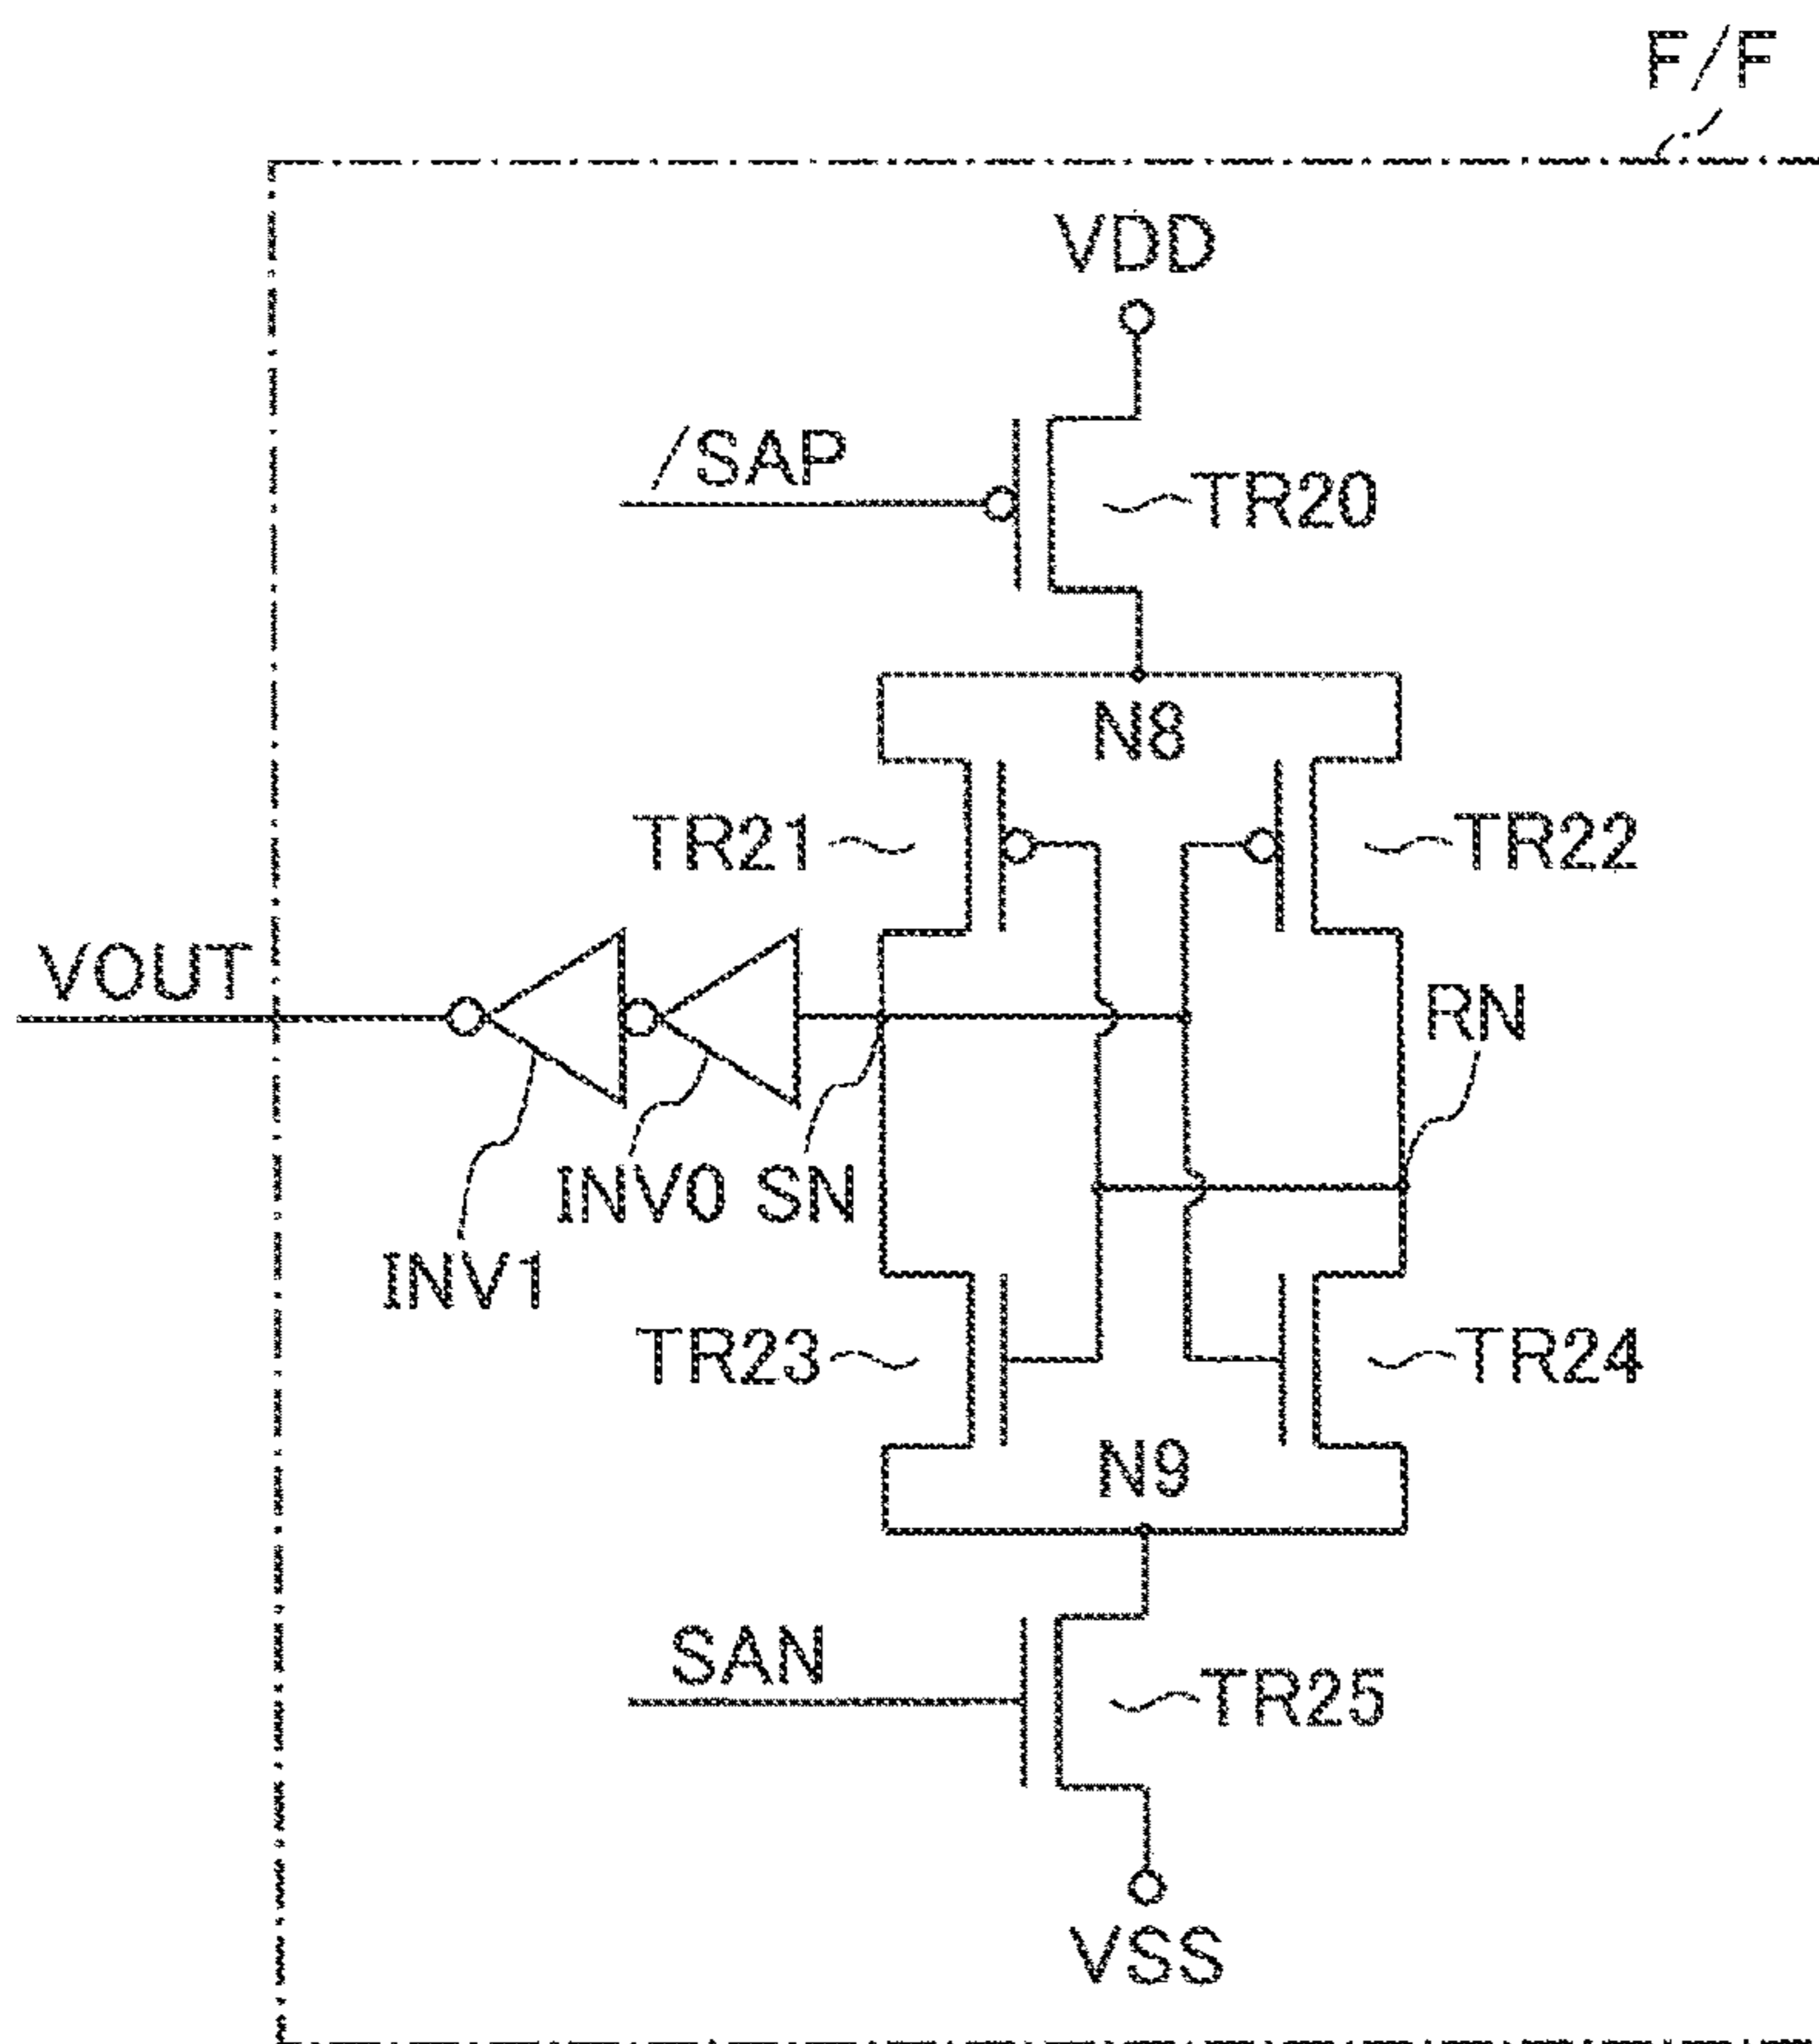 F/F
VDD
/SAP
TR20
N8
TR21
TR22
VOUT
RN
INV0
SN
INV1
TR23
TR24
N9
SAN
TR25
VSS